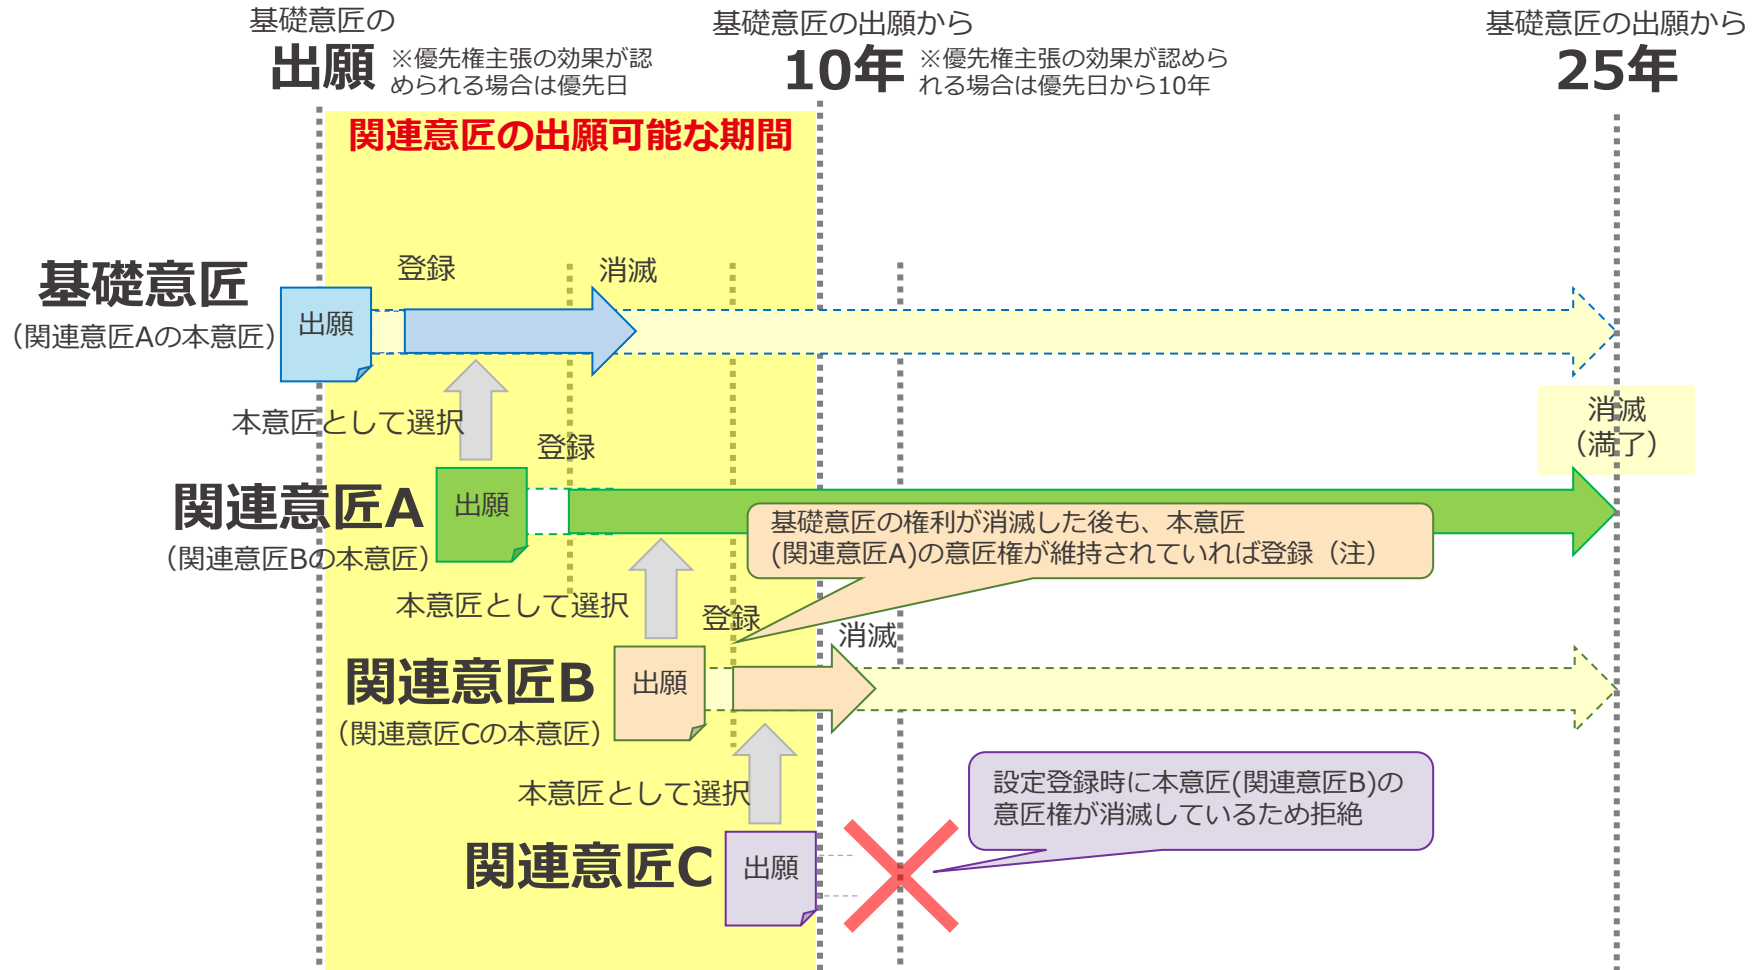 基礎意匠の
出願
※優先権主張の効果が認
められる場合は優先日
基礎意匠の出願から
10年
※優先権主張の効果が認めら
れる場合は優先日から10年
基礎意匠の出願から
25年
関連意匠の出願可能な期間
基礎意匠
（関連意匠Aの本意匠）
出願
登録
消滅
本意匠として選択
消滅
（満了）
関連意匠A
（関連意匠Bの本意匠）
出願
登録
基礎意匠の権利が消滅した後も、本意匠
(関連意匠A)の意匠権が維持されていれば登録（注）
本意匠として選択
関連意匠B
（関連意匠Cの本意匠）
出願
登録
消滅
本意匠として選択
設定登録時に本意匠(関連意匠B)の
意匠権が消滅しているため拒絶
関連意匠C
出願